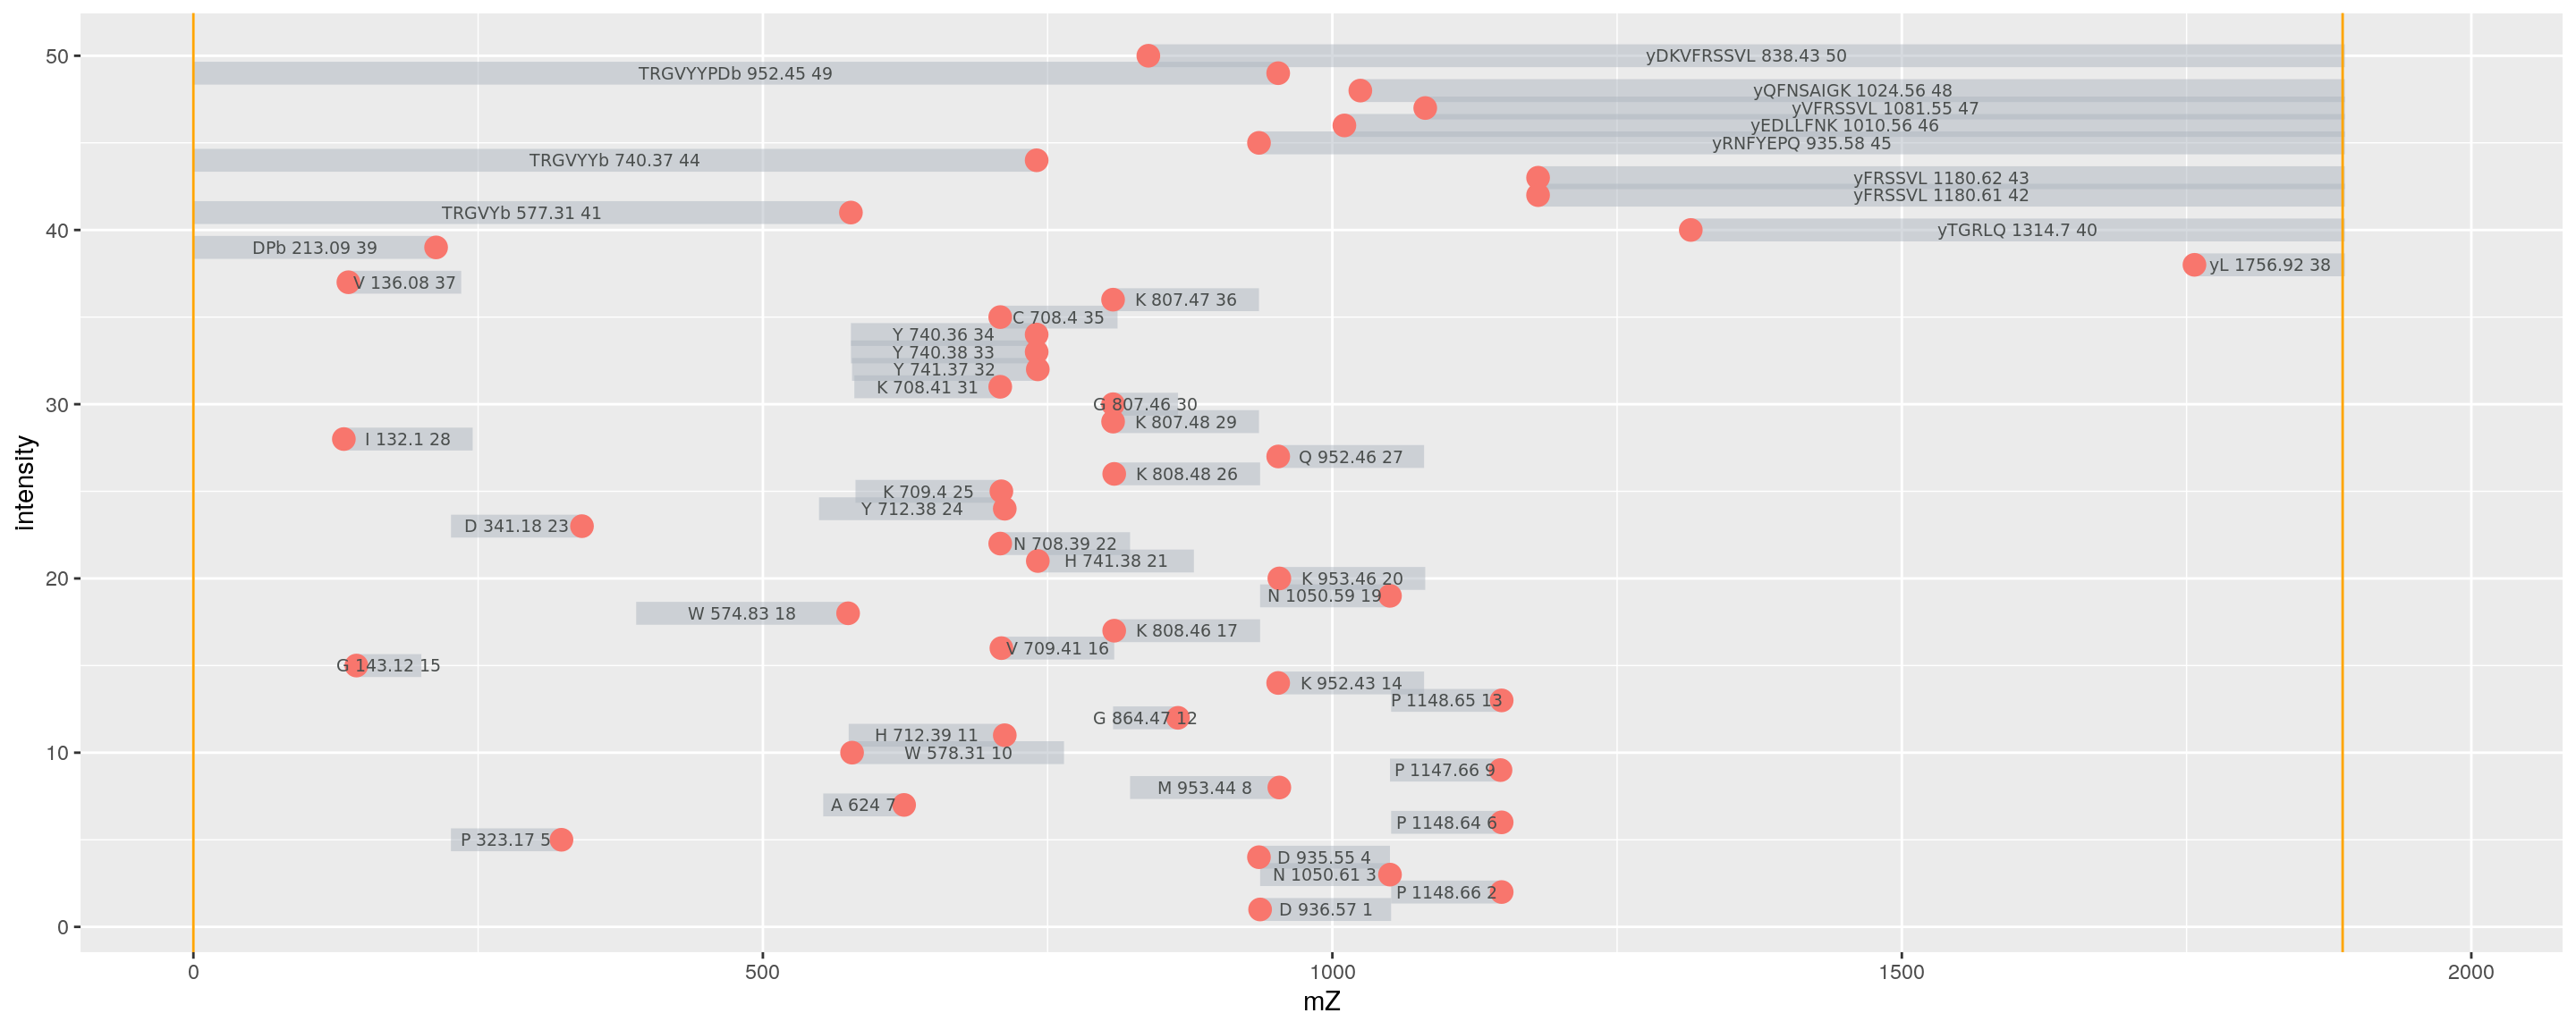 50
yDKVFRSSVL 838.43 50
TRGVYYPDb 952.45 49
yQFNSAIGK 1024.56 48
yVFRSSVL 1081.55 47
yEDLLFNK 1010.56 46
yRNFYEPQ 935.58 45
TRGVYYb 740.37 44
yFRSSVL 1180.62 43
yFRSSVL 1180.61 42
TRGVYb 577.31 41
40
yTGRLQ 1314.7 40
DPb 213.09 39
yL 1756.92 38
V 136.08 37
K 807.47 36
C 708.4 35
Y 740.36 34
Y 740.38 33
Y 741.37 32
K 708.41 31
30
G 807.46 30
K 807.48 29
I 132.1 28
Q 952.46 27
K 808.48 26
K 709.4 25
Y 712.38 24
D 341.18 23
N 708.39 22
H 741.38 21
20
K 953.46 20
N 1050.59 19
W 574.83 18
K 808.46 17
V 709.41 16
G 143.12 15
K 952.43 14
P 1148.65 13
G 864.47 12
H 712.39 11
10
W 578.31 10
P 1147.66 9
M 953.44 8
A 624 7
P 1148.64 6
P 323.17 5
D 935.55 4
N 1050.61 3
P 1148.66 2
D 936.57 1
0
intensity
0 500 1000 1500 2000
mZ